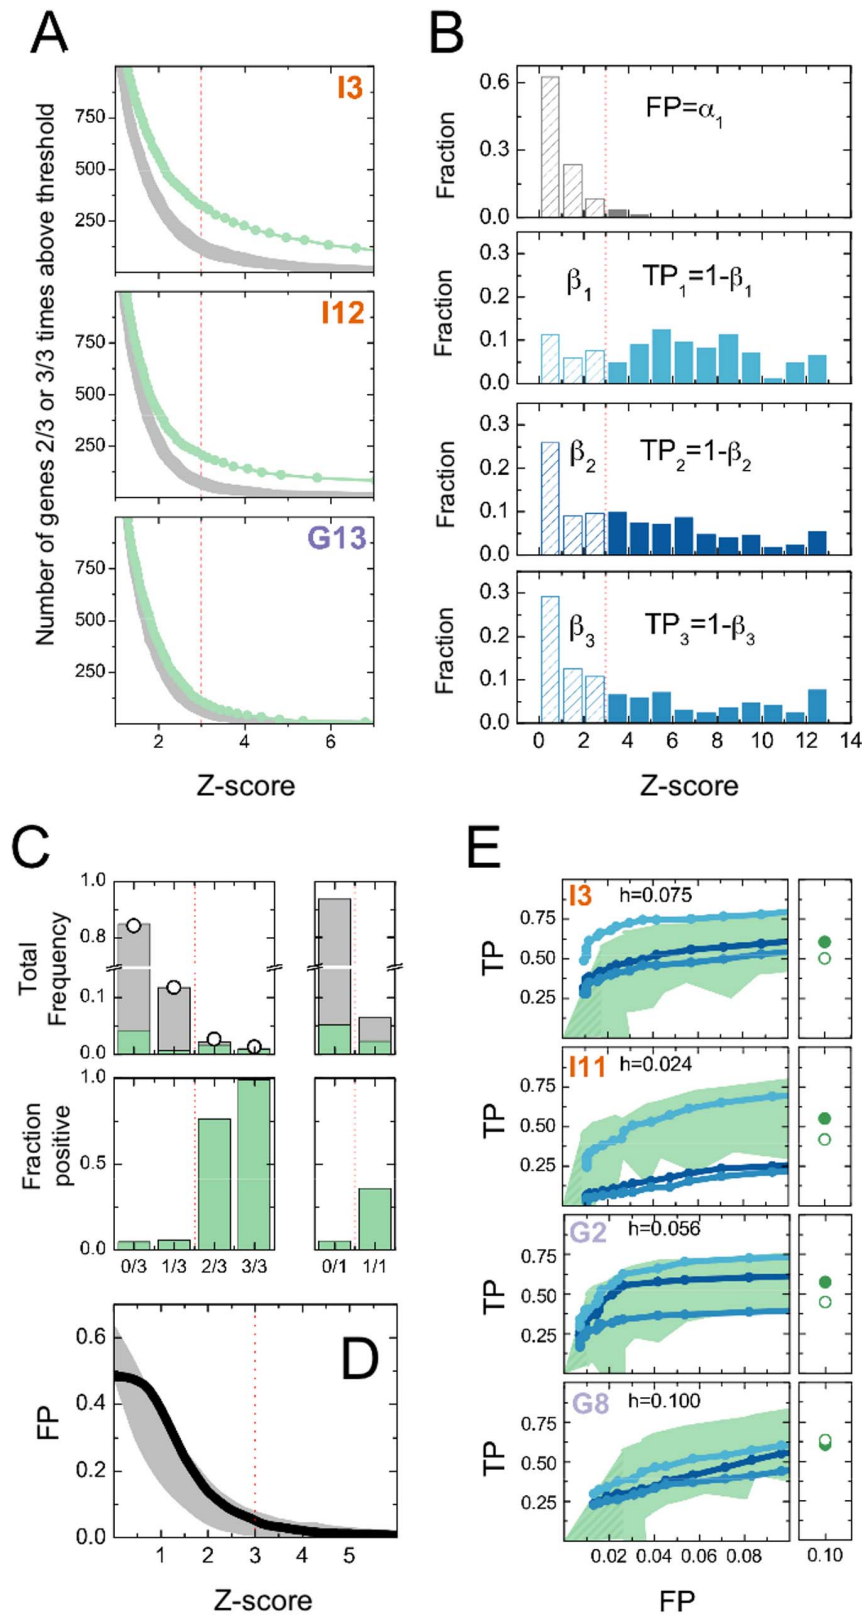 A
Number of genes 2/3 or 3/3 times above threshold
I3
750
500
250
I12
750
500
250
G13
750
500
250
2 4 6
Z-score
B
Fraction
0.6
0.3
0.0
FP=α₁
Fraction
0.3
0.2
0.1
0.0
β₁ TP₁=1-β₁
Fraction
0.3
0.2
0.1
0.0
β₂ TP₂=1-β₂
Fraction
0.3
0.2
0.1
0.0
β₃ TP₃=1-β₃
0 2 4 6 8 10 12 14
Z-score
C
Total
Frequency
1.0
0.8
0.1
0.0
Fraction
positive
1.0
0.5
0.0
0/3 1/3 2/3 3/3 0/1 1/1
D
FP
0.6
0.4
0.2
0.0
1 2 3 4 5
Z-score
E
I3 h=0.075
TP
0.75
0.50
0.25
I11 h=0.024
TP
0.75
0.50
0.25
G2 h=0.056
TP
0.75
0.50
0.25
G8 h=0.100
TP
0.75
0.50
0.25
0.02 0.04 0.06 0.08 0.10
FP